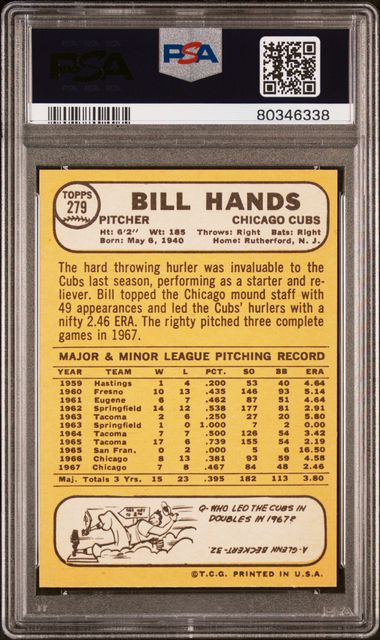 PSA
PSA
80346338
TOPPS
279
BILL HANDS
PITCHER CHICAGO CUBS
Ht: 6'2" Wt: 185 Throws: Right Bats: Right
Born: May 6, 1940 Home: Rutherford, N. J.
The hard throwing hurler was invaluable to the
Cubs last season, performing as a starter and re-
liever. Bill topped the Chicago mound staff with
49 appearances and led the Cubs' hurlers with a
nifty 2.46 ERA. The righty pitched three complete
games in 1967.
MAJOR & MINOR LEAGUE PITCHING RECORD
YEAR TEAM W L PCT. SO BB ERA
1959 Hastings 1 4 .200 53 40 4.64
1960 Fresno 10 13 .435 146 93 5.14
1961 Eugene 6 7 .462 87 51 4.64
1962 Springfield 14 12 .538 177 81 2.91
1963 Tacoma 2 6 .250 27 20 5.80
1963 Springfield 1 0 1.000 7 2 0.00
1964 Tacoma 7 7 .500 126 54 3.42
1965 Tacoma 17 6 .739 155 54 2.19
1965 San Fran. 0 2 .000 5 6 16.50
1966 Chicago 8 13 .381 93 59 4.58
1967 Chicago 7 8 .467 84 48 2.46
Maj. Totals 3 Yrs. 15 23 .395 182 113 3.80
Q-WHO LED THE CUBS IN
DOUBLES IN 1967?
A-GLENN BECKERT-32.
©T.C.G. PRINTED IN U.S.A.